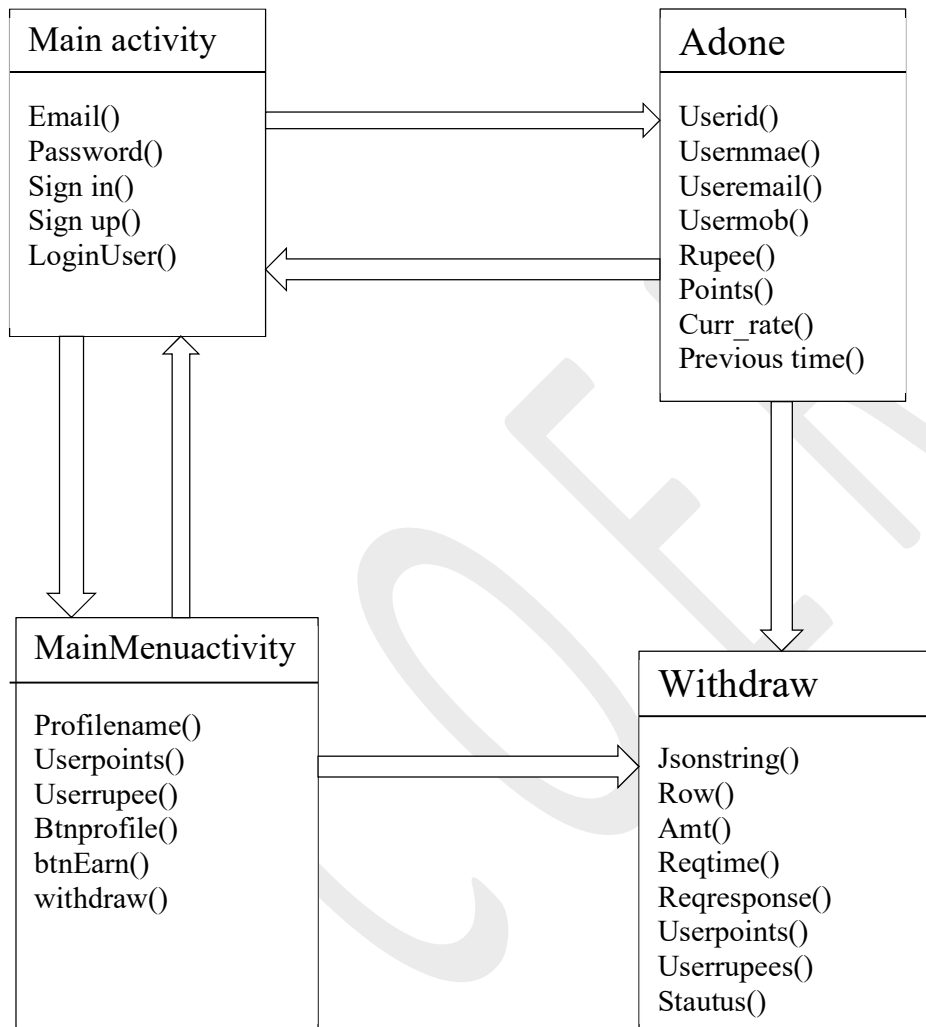 Main activity
Email()
Password()
Sign in()
Sign up()
LoginUser()
Adone
Userid()
Usernmae()
Useremail()
Usermob()
Rupee()
Points()
Curr_rate()
Previous time()
MainMenuactivity
Profilename()
Userpoints()
Userrupee()
Btnprofile()
btnEarn()
withdraw()
Withdraw
Jsonstring()
Row()
Amt()
Reqtime()
Reqresponse()
Userpoints()
Userrupees()
Stautus()